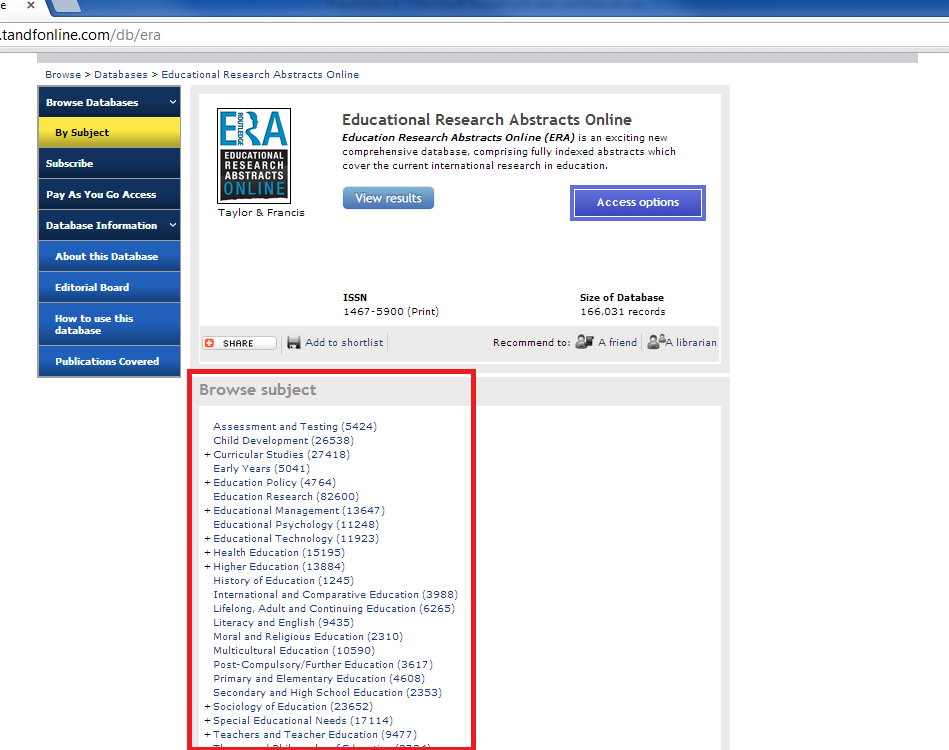 e ×
.tandfonline.com/db/era
Browse > Databases > Educational Research Abstracts Online
Browse Databases
By Subject
Subscribe
Pay As You Go Access
Database Information
About this Database
Editorial Board
How to use this
database
Publications Covered
ROUTLEDGE
ERA
EDUCATIONAL
RESEARCH
ABSTRACTS
ONLINE
Taylor & Francis
Educational Research Abstracts Online
Education Research Abstracts Online (ERA) is an exciting new
comprehensive database, comprising fully indexed abstracts which
cover the current international research in education.
View results
Access options
ISSN
1467-5900 (Print)
Size of Database
166,031 records
SHARE
Add to shortlist
Recommend to: A friend A librarian
Browse subject
Assessment and Testing (5424)
Child Development (26538)
+ Curricular Studies (27418)
Early Years (5041)
+ Education Policy (4764)
Education Research (82600)
+ Educational Management (13647)
Educational Psychology (11248)
+ Educational Technology (11923)
+ Health Education (15195)
+ Higher Education (13884)
History of Education (1245)
International and Comparative Education (3988)
Lifelong, Adult and Continuing Education (6265)
Literacy and English (9435)
Moral and Religious Education (2310)
Multicultural Education (10590)
Post-Compulsory/Further Education (3617)
Primary and Elementary Education (4608)
Secondary and High School Education (2353)
+ Sociology of Education (23652)
+ Special Educational Needs (17114)
+ Teachers and Teacher Education (9477)